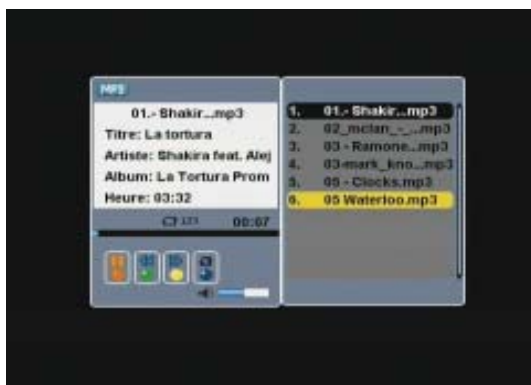 MP3
01.- Shakir...mp3
Titre: La tortura
Artiste: Shakira feat. Alej
Album: La Tortura Prom
Heure: 03:32
123 00:07
1. 01.- Shakir...mp3
2. 02_mclan_-_...mp3
3. 03 - Ramone...mp3
4. 03-mark_kno...mp3
5. 05 - Clocks.mp3
6. 05 Waterloo.mp3